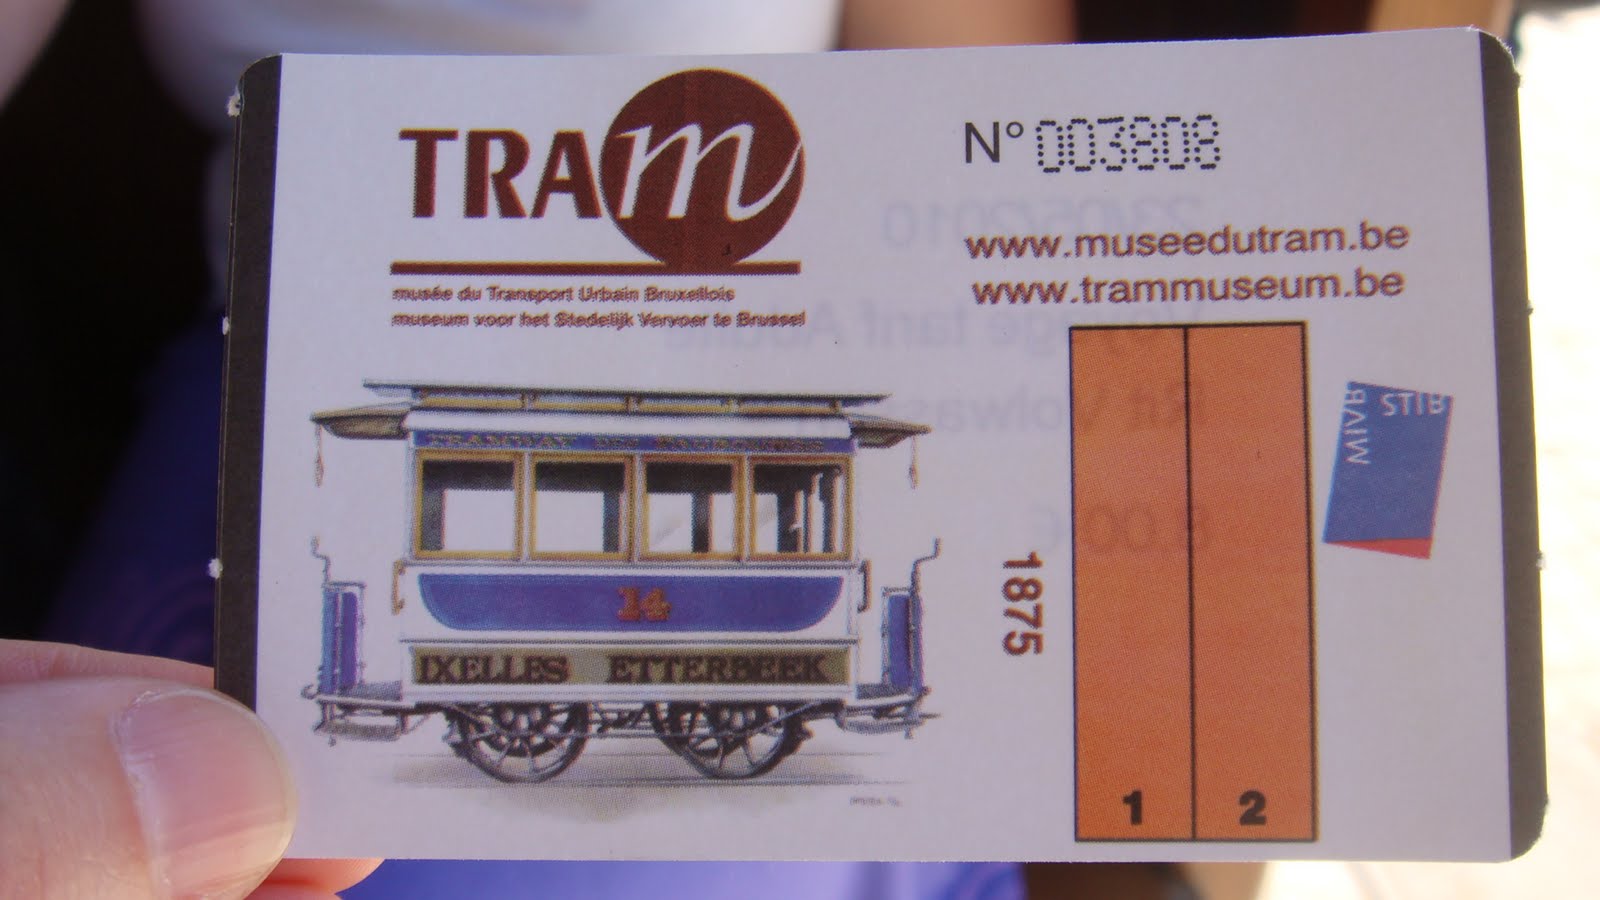 TRAM
musée du Transport Urbain Bruxellois
museum voor het Stedelijk Vervoer te Brussel
N° 003808
www.museedutram.be
www.trammuseum.be
14
IXELLES ETTERBEEK
1875
1 2
STIB
MIVB